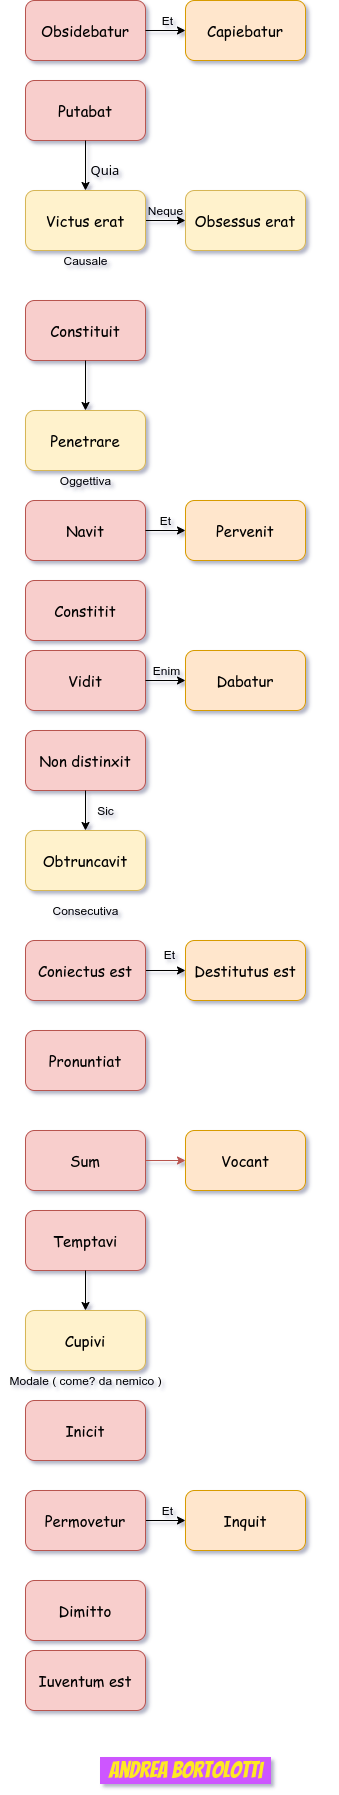 Obsidebatur
Et
Capiebatur
Putabat
Quia
Victus erat
Neque
Obsessus erat
Causale
Constituit
Penetrare
Oggettiva
Navit
Et
Pervenit
Constitit
Vidit
Enim
Dabatur
Non distinxit
Sic
Obtruncavit
Consecutiva
Coniectus est
Et
Destitutus est
Pronuntiat
Sum
Vocant
Temptavi
Cupivi
Modale ( come? da nemico )
Inicit
Permovetur
Et
Inquit
Dimitto
Iuventum est
ANDREA BORTOLOTTI